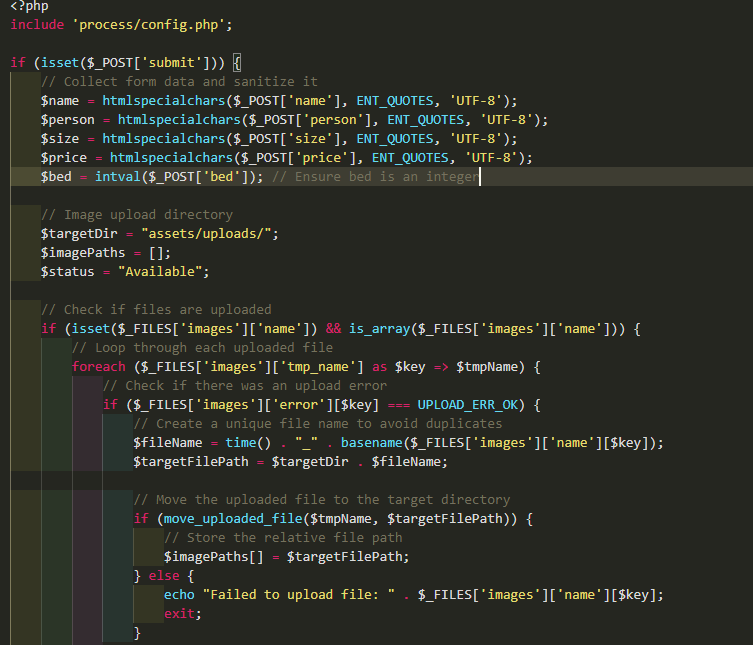 <?php
include 'process/config.php';

if (isset($_POST['submit'])) {
    // Collect form data and sanitize it
    $name = htmlspecialchars($_POST['name'], ENT_QUOTES, 'UTF-8');
    $person = htmlspecialchars($_POST['person'], ENT_QUOTES, 'UTF-8');
    $size = htmlspecialchars($_POST['size'], ENT_QUOTES, 'UTF-8');
    $price = htmlspecialchars($_POST['price'], ENT_QUOTES, 'UTF-8');
    $bed = intval($_POST['bed']); // Ensure bed is an integer

    // Image upload directory
    $targetDir = "assets/uploads/";
    $imagePaths = [];
    $status = "Available";

    // Check if files are uploaded
    if (isset($_FILES['images']['name']) && is_array($_FILES['images']['name'])) {
        // Loop through each uploaded file
        foreach ($_FILES['images']['tmp_name'] as $key => $tmpName) {
            // Check if there was an upload error
            if ($_FILES['images']['error'][$key] === UPLOAD_ERR_OK) {
                // Create a unique file name to avoid duplicates
                $fileName = time() . "_" . basename($_FILES['images']['name'][$key]);
                $targetFilePath = $targetDir . $fileName;

                // Move the uploaded file to the target directory
                if (move_uploaded_file($tmpName, $targetFilePath)) {
                    // Store the relative file path
                    $imagePaths[] = $targetFilePath;
                } else {
                    echo "Failed to upload file: " . $_FILES['images']['name'][$key];
                    exit;
                }